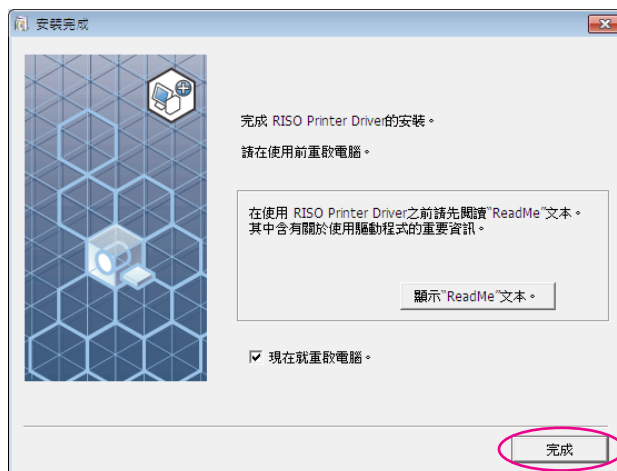 安裝完成
完成 RISO Printer Driver的安裝。
請在使用前重啟電腦。
在使用 RISO Printer Driver之前請先閱讀"ReadMe"文本。
其中含有關於使用驅動程式的重要資訊。
顯示"ReadMe"文本。
現在就重啟電腦。
完成